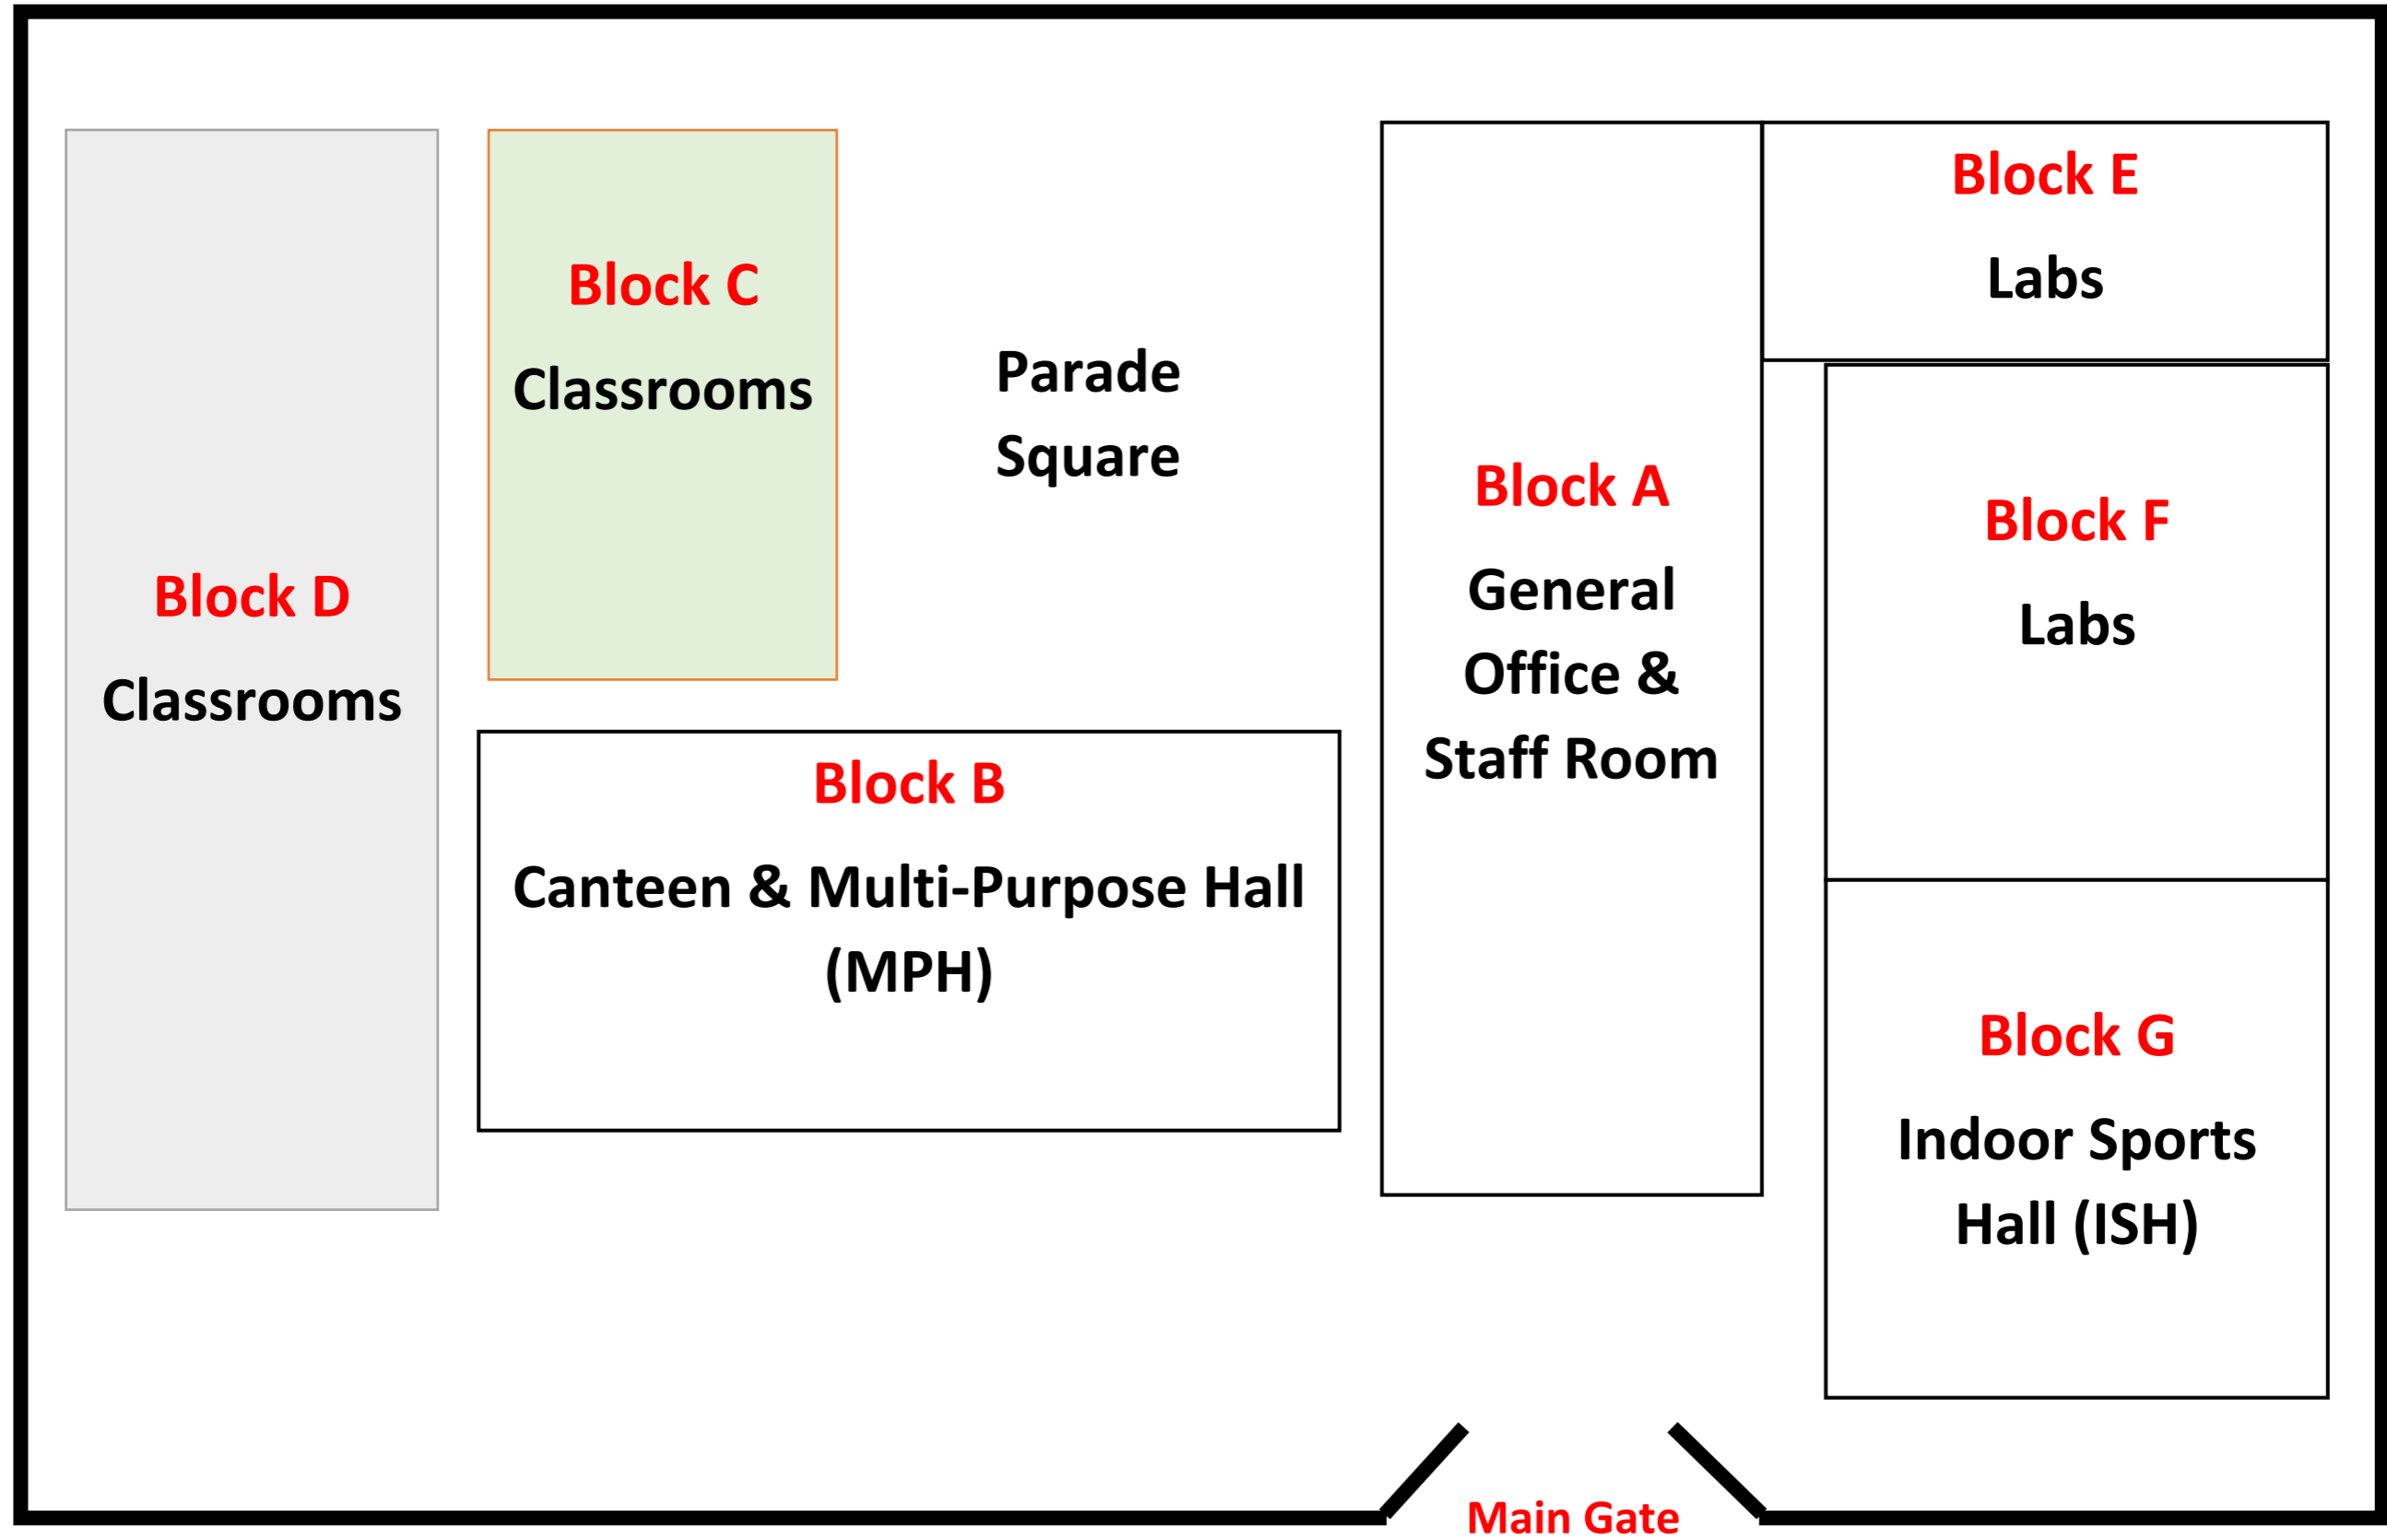 Block D
Classrooms
Block C
Classrooms
Parade
Square
Block B
Canteen & Multi-Purpose Hall
(MPH)
Block A
General
Office &
Staff Room
Block E
Labs
Block F
Labs
Block G
Indoor Sports
Hall (ISH)
Main Gate